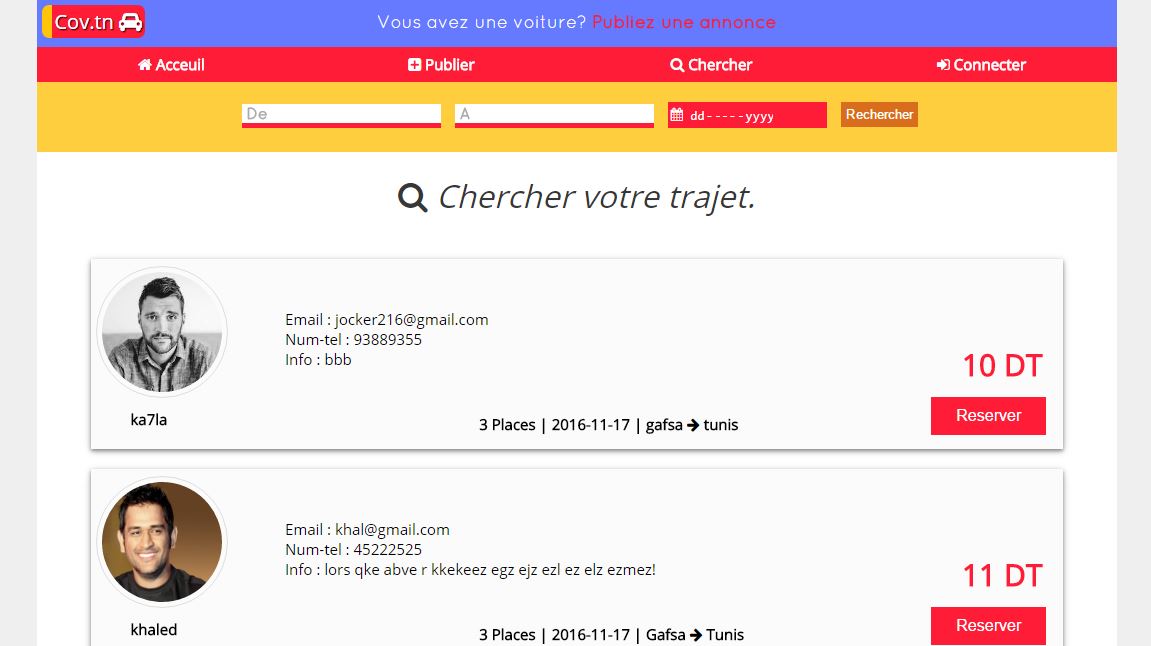 Cov.tn
Vous avez une voiture? Publiez une annonce
Acceuil
Publier
Chercher
Connecter
De
A
dd-----yyyy
Rechercher
Chercher votre trajet.
Email : jocker216@gmail.com
Num-tel : 93889355
Info : bbb
10 DT
Reserver
ka7la
3 Places | 2016-11-17 | gafsa → tunis
Email : khal@gmail.com
Num-tel : 45222525
Info : lors qke abve r kkekeez egz ejz ezl ez elz ezmez!
11 DT
Reserver
khaled
3 Places | 2016-11-17 | Gafsa → Tunis